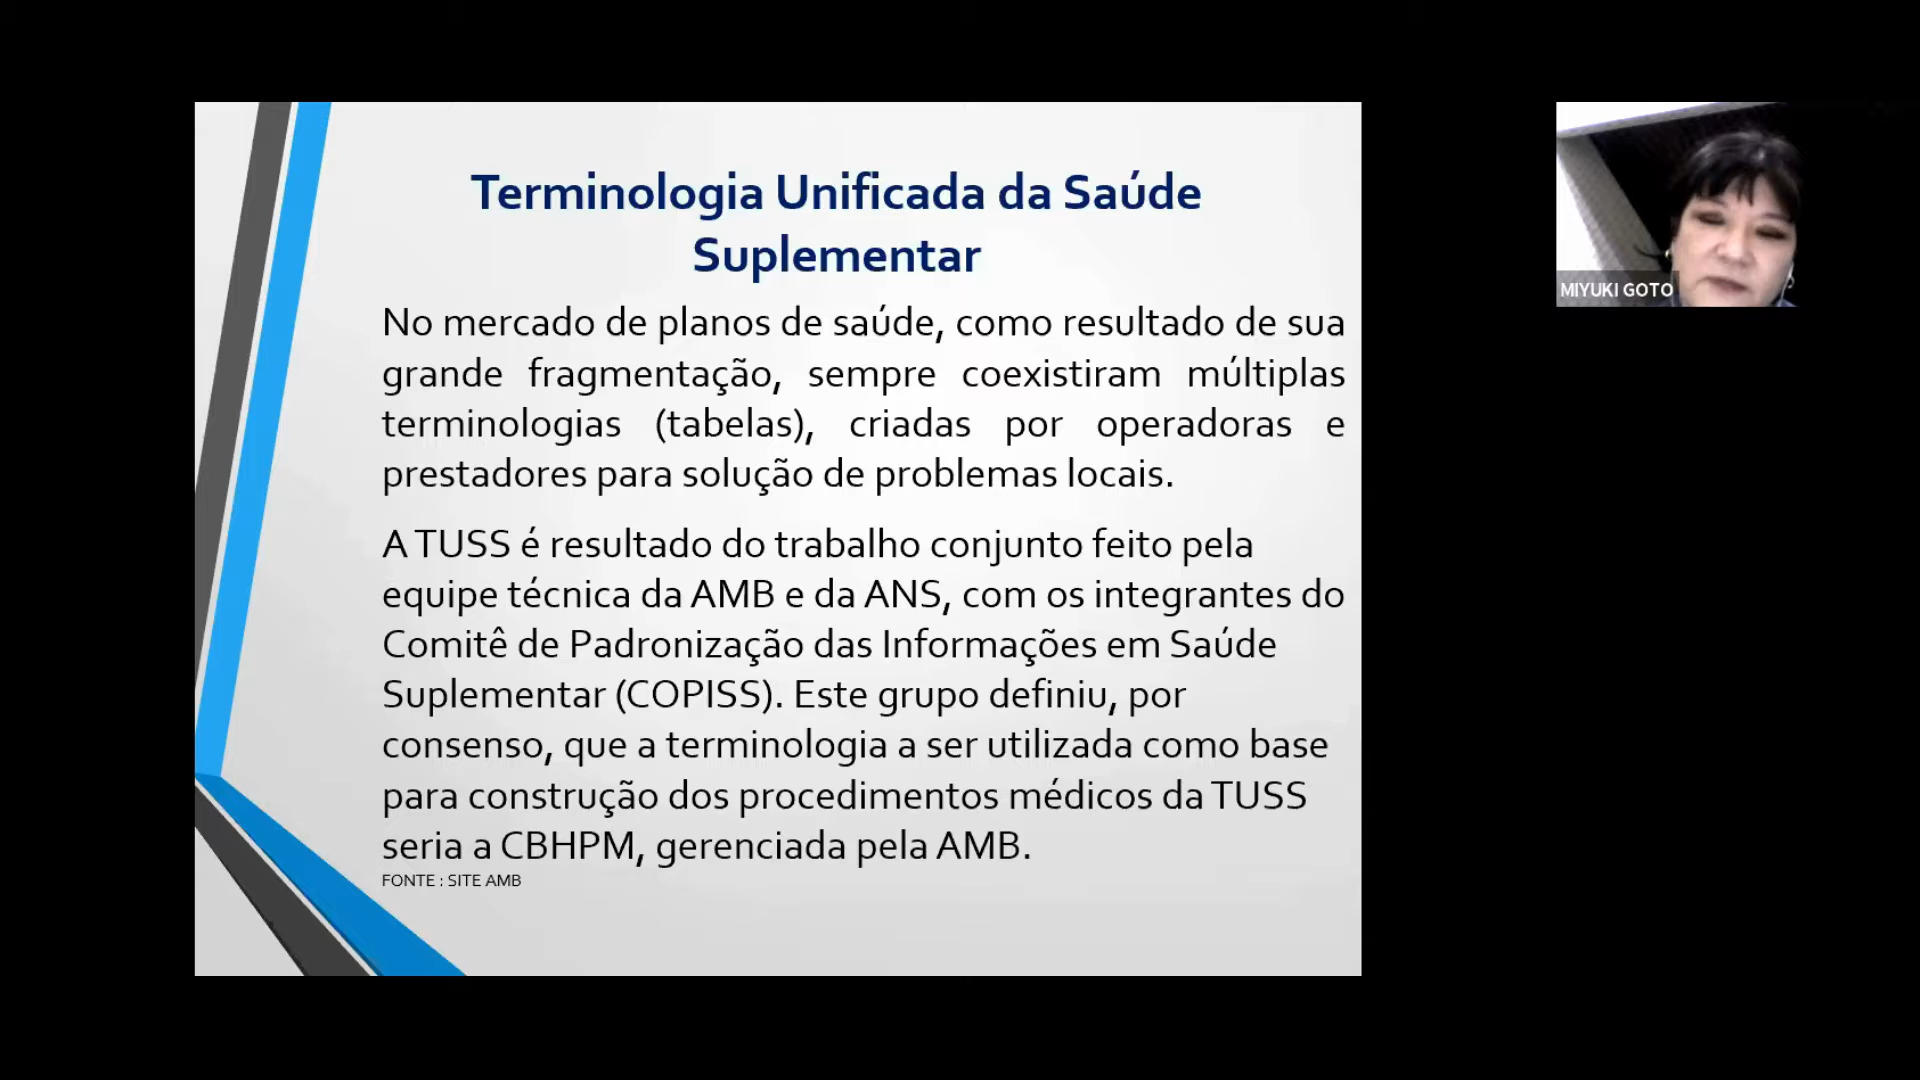 Terminologia Unificada da Saúde
Suplementar
No mercado de planos de saúde, como resultado de sua
grande fragmentação, sempre coexistiram múltiplas
terminologias (tabelas), criadas por operadoras e
prestadores para solução de problemas locais.
A TUSS é resultado do trabalho conjunto feito pela
equipe técnica da AMB e da ANS, com os integrantes do
Comitê de Padronização das Informações em Saúde
Suplementar (COPISS). Este grupo definiu, por
consenso, que a terminologia a ser utilizada como base
para construção dos procedimentos médicos da TUSS
seria a CBHPM, gerenciada pela AMB.
FONTE : SITE AMB
MIYUKI GOTO